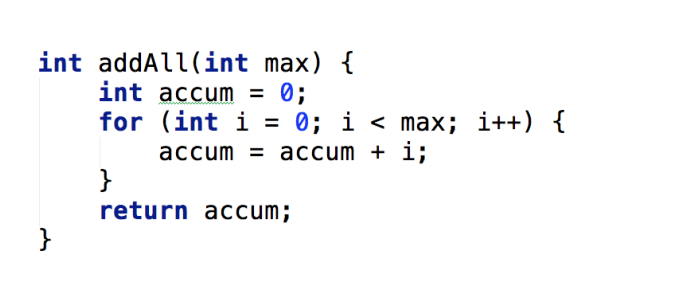 int addAll(int max) {
    int accum = 0;
    for (int i = 0; i < max; i++) {
        accum = accum + i;
    }
    return accum;
}